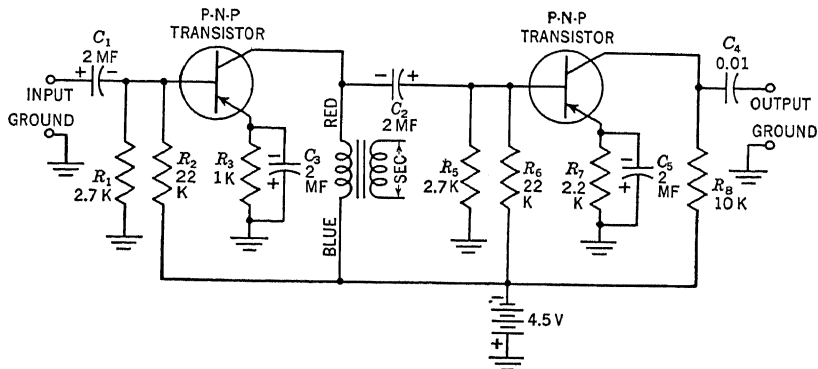 P-N-P
TRANSISTOR
P-N-P
TRANSISTOR
C1
2 MF
+ -
INPUT
GROUND
R1
2.7 K
R2
22
K
R3
1 K
-
+
C3
2
MF
RED
BLUE
SEC
- +
C2
2 MF
R5
2.7 K
R6
22
K
R7
2.2
K
-
+
C5
2
MF
C4
0.01
OUTPUT
GROUND
R8
10 K
-
4.5 V
+